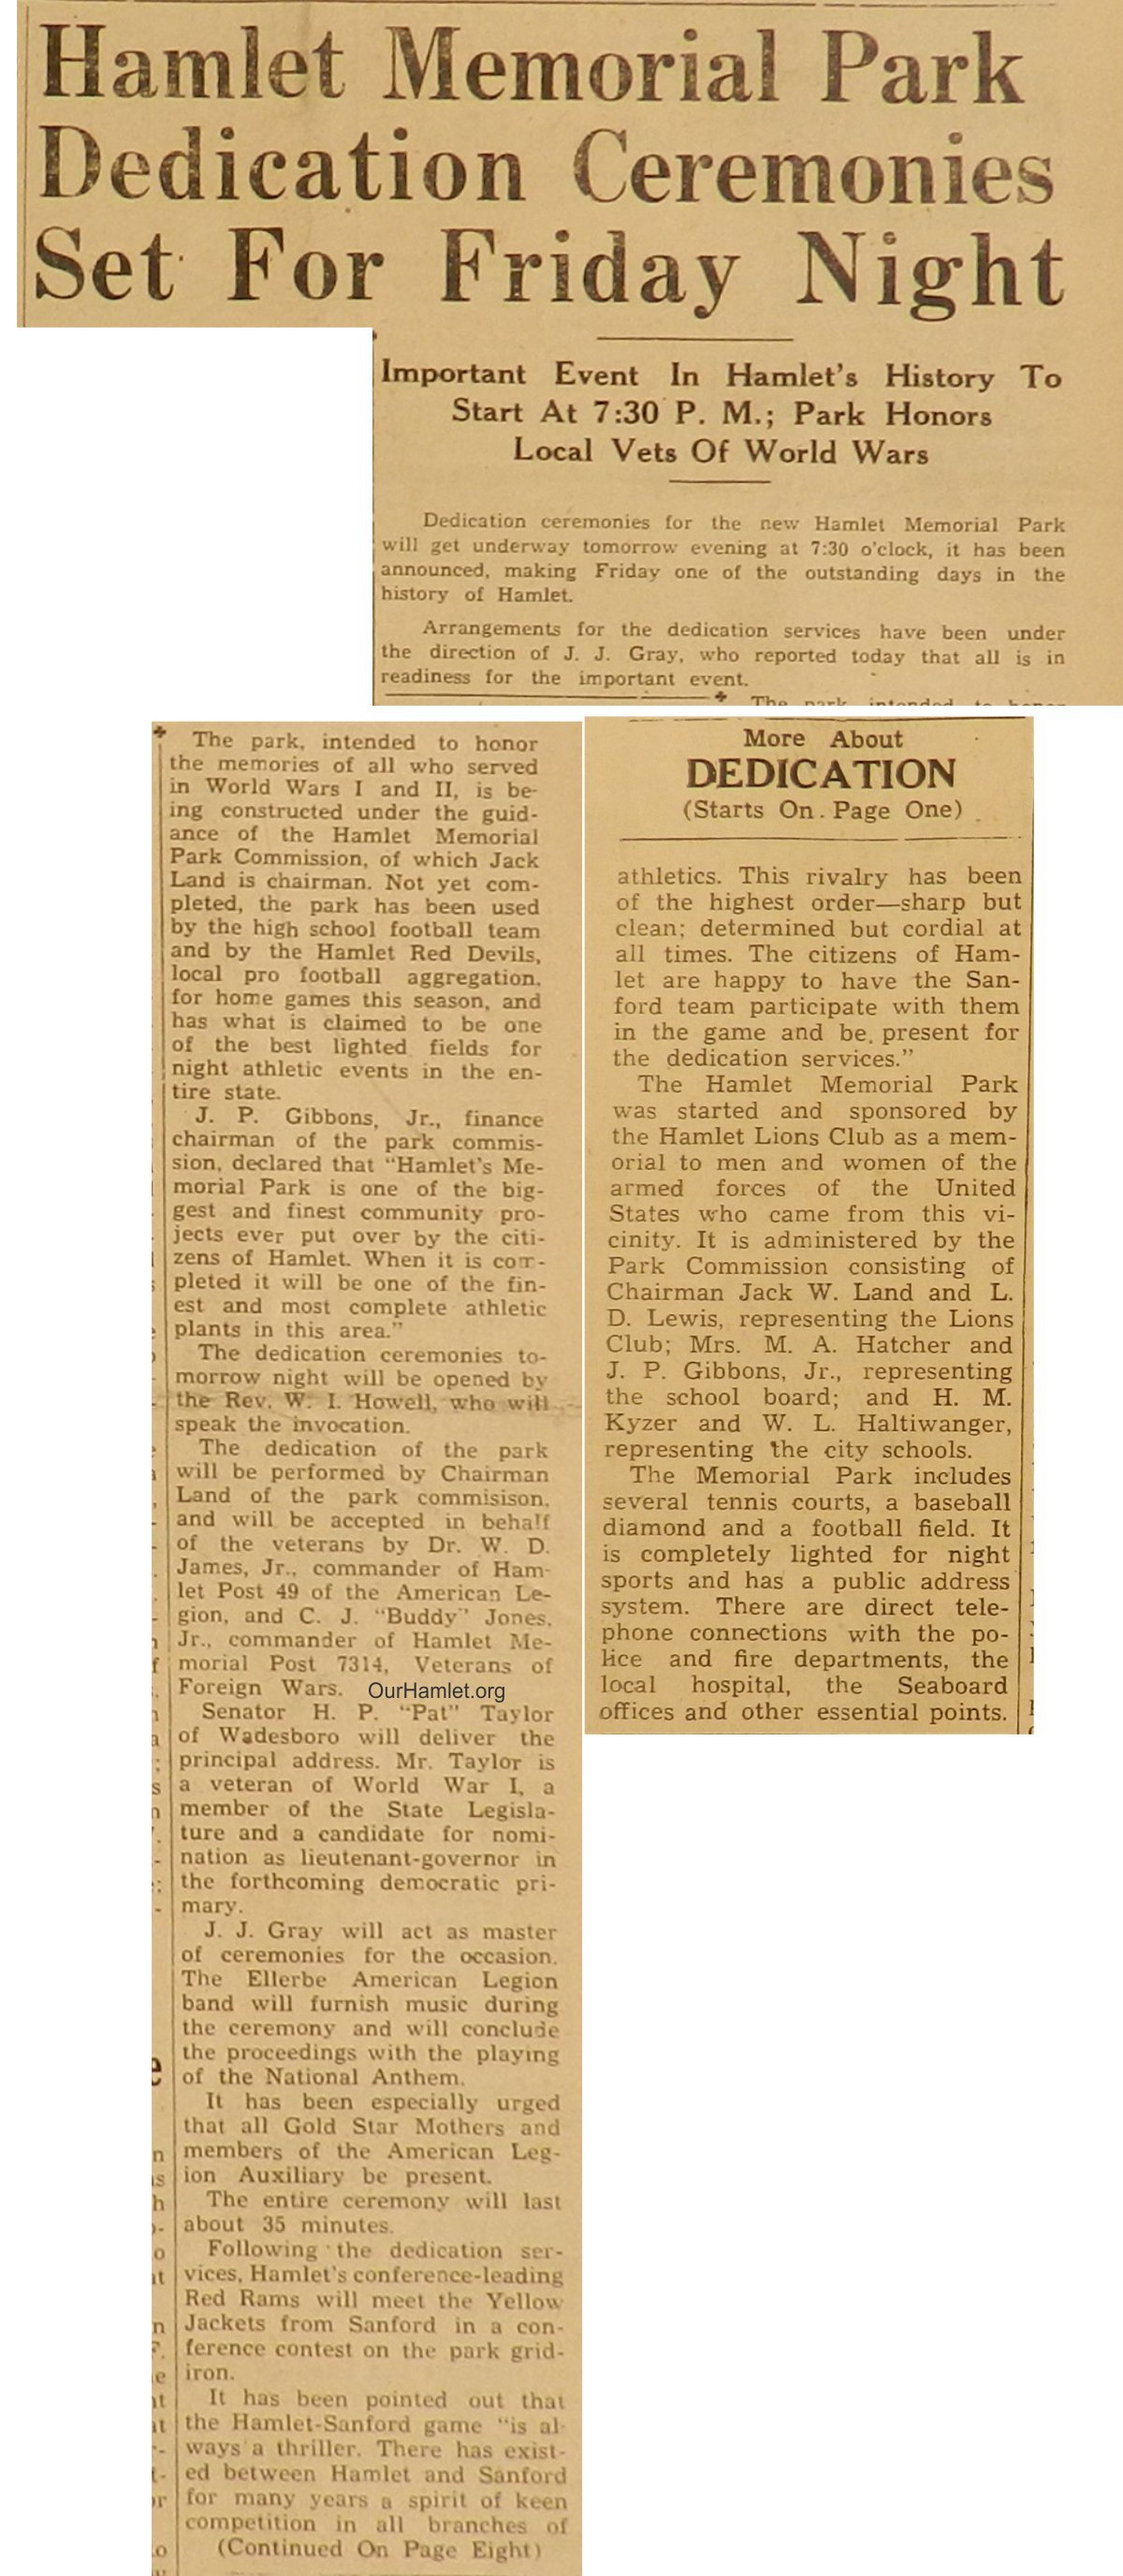 Hamlet Memorial Park
Dedication Ceremonies
Set For Friday Night
Important Event In Hamlet's History To
Start At 7:30 P. M.; Park Honors
Local Vets Of World Wars
Dedication ceremonies for the new Hamlet Memorial Park
will get underway tomorrow evening at 7:30 o'clock, it has been
announced, making Friday one of the outstanding days in the
history of Hamlet.
Arrangements for the dedication services have been under
the direction of J. J. Gray, who reported today that all is in
readiness for the important event.
The park, intended to honor
the memories of all who served
in World Wars I and II, is be-
ing constructed under the guid-
ance of the Hamlet Memorial
Park Commission, of which Jack
Land is chairman. Not yet com-
pleted, the park has been used
by the high school football team
and by the Hamlet Red Devils,
local pro football aggregation,
for home games this season, and
has what is claimed to be one
of the best lighted fields for
night athletic events in the en-
tire state.
J. P. Gibbons, Jr., finance
chairman of the park commis-
sion, declared that "Hamlet's Me-
morial Park is one of the big-
gest and finest community pro-
jects ever put over by the citi-
zens of Hamlet. When it is com-
pleted it will be one of the fin-
est and most complete athletic
plants in this area."
The dedication ceremonies to-
morrow night will be opened by
the Rev. W. I. Howell, who will
speak the invocation.
The dedication of the park
will be performed by Chairman
Land of the park commisison,
and will be accepted in behalf
of the veterans by Dr. W. D.
James, Jr., commander of Ham-
let Post 49 of the American Le-
gion, and C. J. "Buddy" Jones,
Jr., commander of Hamlet Me-
morial Post 7314, Veterans of
Foreign Wars. OurHamlet.org
Senator H. P. "Pat" Taylor
of Wadesboro will deliver the
principal address. Mr. Taylor is
a veteran of World War I, a
member of the State Legisla-
ture and a candidate for nomi-
nation as lieutenant-governor in
the forthcoming democratic pri-
mary.
J. J. Gray will act as master
of ceremonies for the occasion.
The Ellerbe American Legion
band will furnish music during
the ceremony and will conclude
the proceedings with the playing
of the National Anthem.
It has been especially urged
that all Gold Star Mothers and
members of the American Leg-
ion Auxiliary be present.
The entire ceremony will last
about 35 minutes.
Following the dedication ser-
vices, Hamlet's conference-leading
Red Rams will meet the Yellow
Jackets from Sanford in a con-
ference contest on the park grid-
iron.
It has been pointed out that
the Hamlet-Sanford game "is al-
ways a thriller. There has exist-
ed between Hamlet and Sanford
for many years a spirit of keen
competition in all branches of
(Continued On Page Eight)
More About
DEDICATION
(Starts On Page One)
athletics. This rivalry has been
of the highest order—sharp but
clean; determined but cordial at
all times. The citizens of Ham-
let are happy to have the San-
ford team participate with them
in the game and be present for
the dedication services."
The Hamlet Memorial Park
was started and sponsored by
the Hamlet Lions Club as a mem-
orial to men and women of the
armed forces of the United
States who came from this vi-
cinity. It is administered by the
Park Commission consisting of
Chairman Jack W. Land and L.
D. Lewis, representing the Lions
Club; Mrs. M. A. Hatcher and
J. P. Gibbons, Jr., representing
the school board; and H. M.
Kyzer and W. L. Haltiwanger,
representing the city schools.
The Memorial Park includes
several tennis courts, a baseball
diamond and a football field. It
is completely lighted for night
sports and has a public address
system. There are direct tele-
phone connections with the po-
lice and fire departments, the
local hospital, the Seaboard
offices and other essential points.